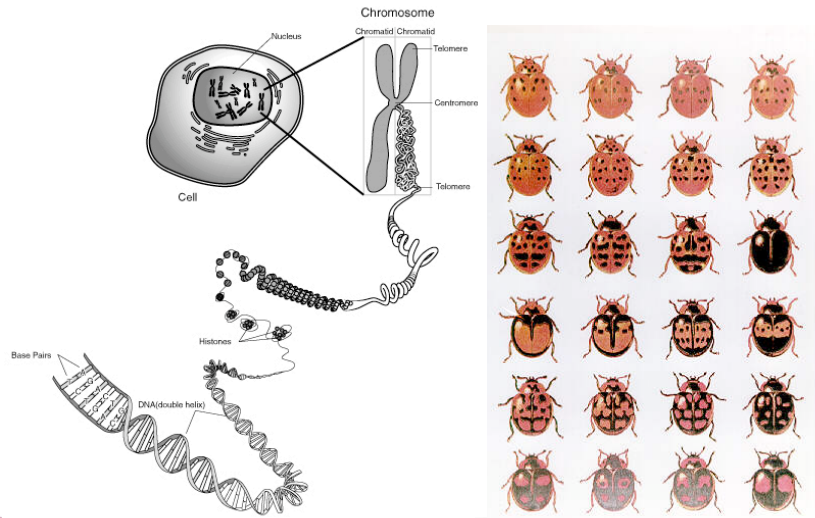 Chromosome
Chromatid Chromatid
Nucleus
Telomere
Centromere
Telomere
Cell
Histones
Base Pairs
DNA(double helix)